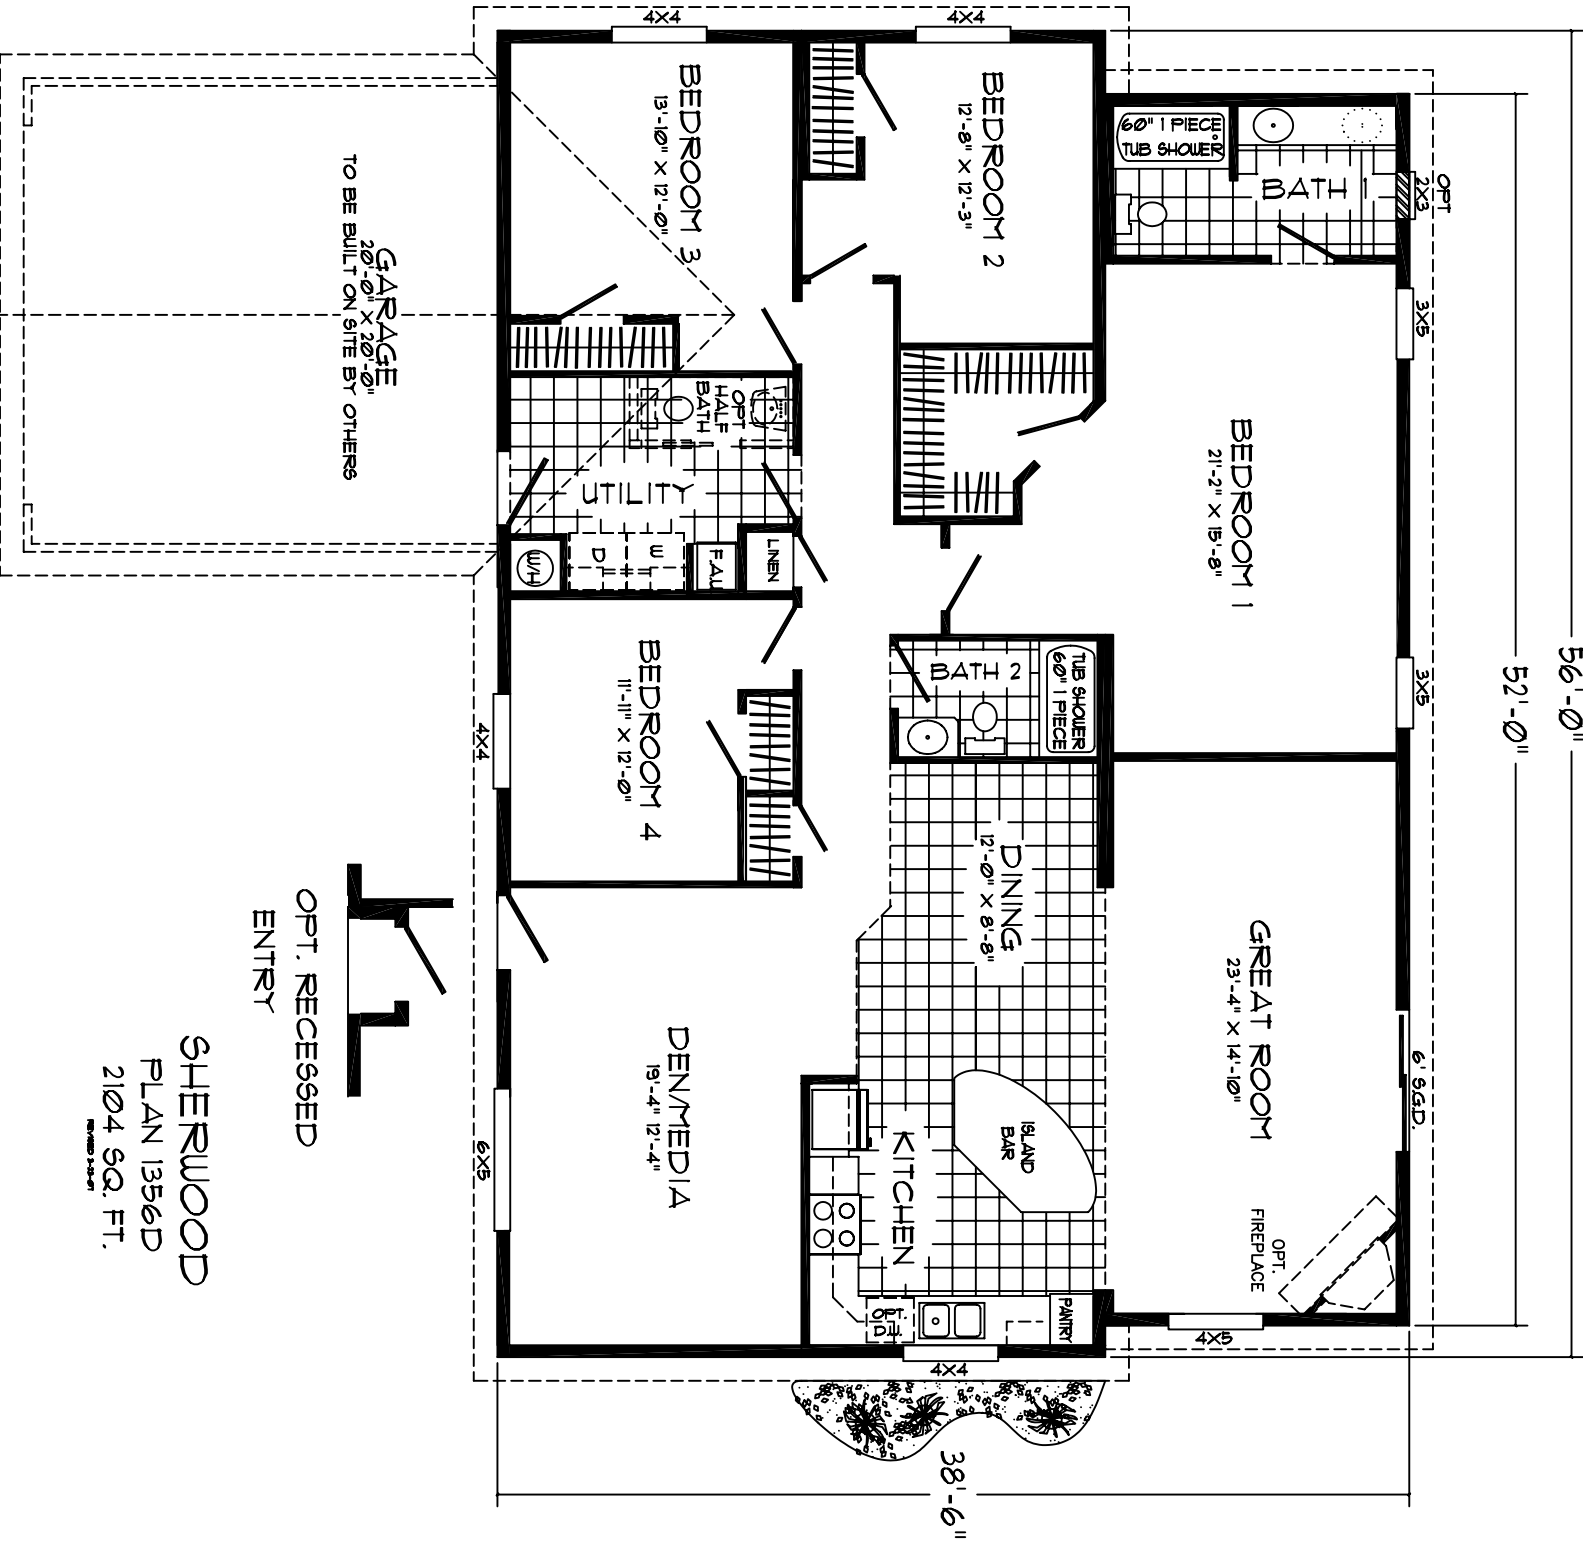 56'-0"
52'-0"
OPT
2X3
3X5
3X5
6' S.G.D.
60" 1 PIECE
TUB SHOWER
BATH 1
BEDROOM 1
21'-2" X 15'-8"
GREAT ROOM
23'-4" X 14'-10"
OPT.
FIREPLACE
4X5
4X4
BEDROOM 2
12'-8" X 12'-3"
TUB SHOWER
60" 1 PIECE
BATH 2
DINING
12'-0" X 8'-8"
ISLAND
BAR
KITCHEN
PANTRY
OPT.
D.W.
4X4
38'-6"
4X4
BEDROOM 3
13'-10" X 12'-0"
OPT
HALF
BATH
UTILITY
LINEN
F.A.U
W
D
W/H
BEDROOM 4
11'-11" X 12'-0"
4X4
DEN/MEDIA
19'-4" 12'-4"
6X5
GARAGE
20'-0" X 20'-0"
TO BE BUILT ON SITE BY OTHERS
OPT. RECESSED
ENTRY
SHERWOOD
PLAN 1356D
2104 SQ. FT.